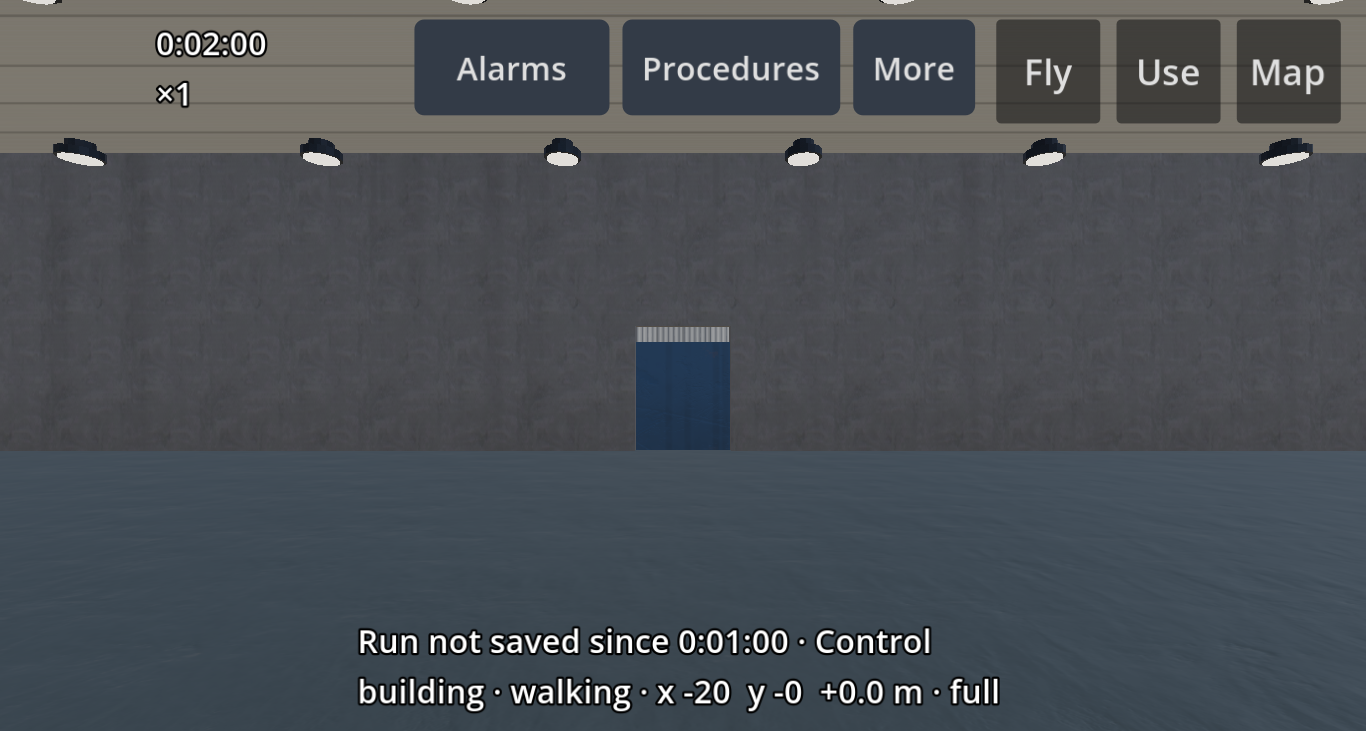 0:02:00
×1
Alarms
Procedures
More
Fly
Use
Map
Run not saved since 0:01:00 · Control
building · walking · x -20 y -0 +0.0 m · full